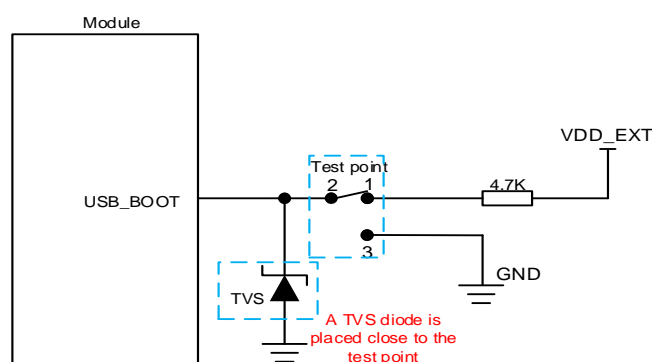 Module
VDD_EXT
Test point
2 1
4.7K
USB_BOOT
3
GND
TVS
A TVS diode is
placed close to the
test point